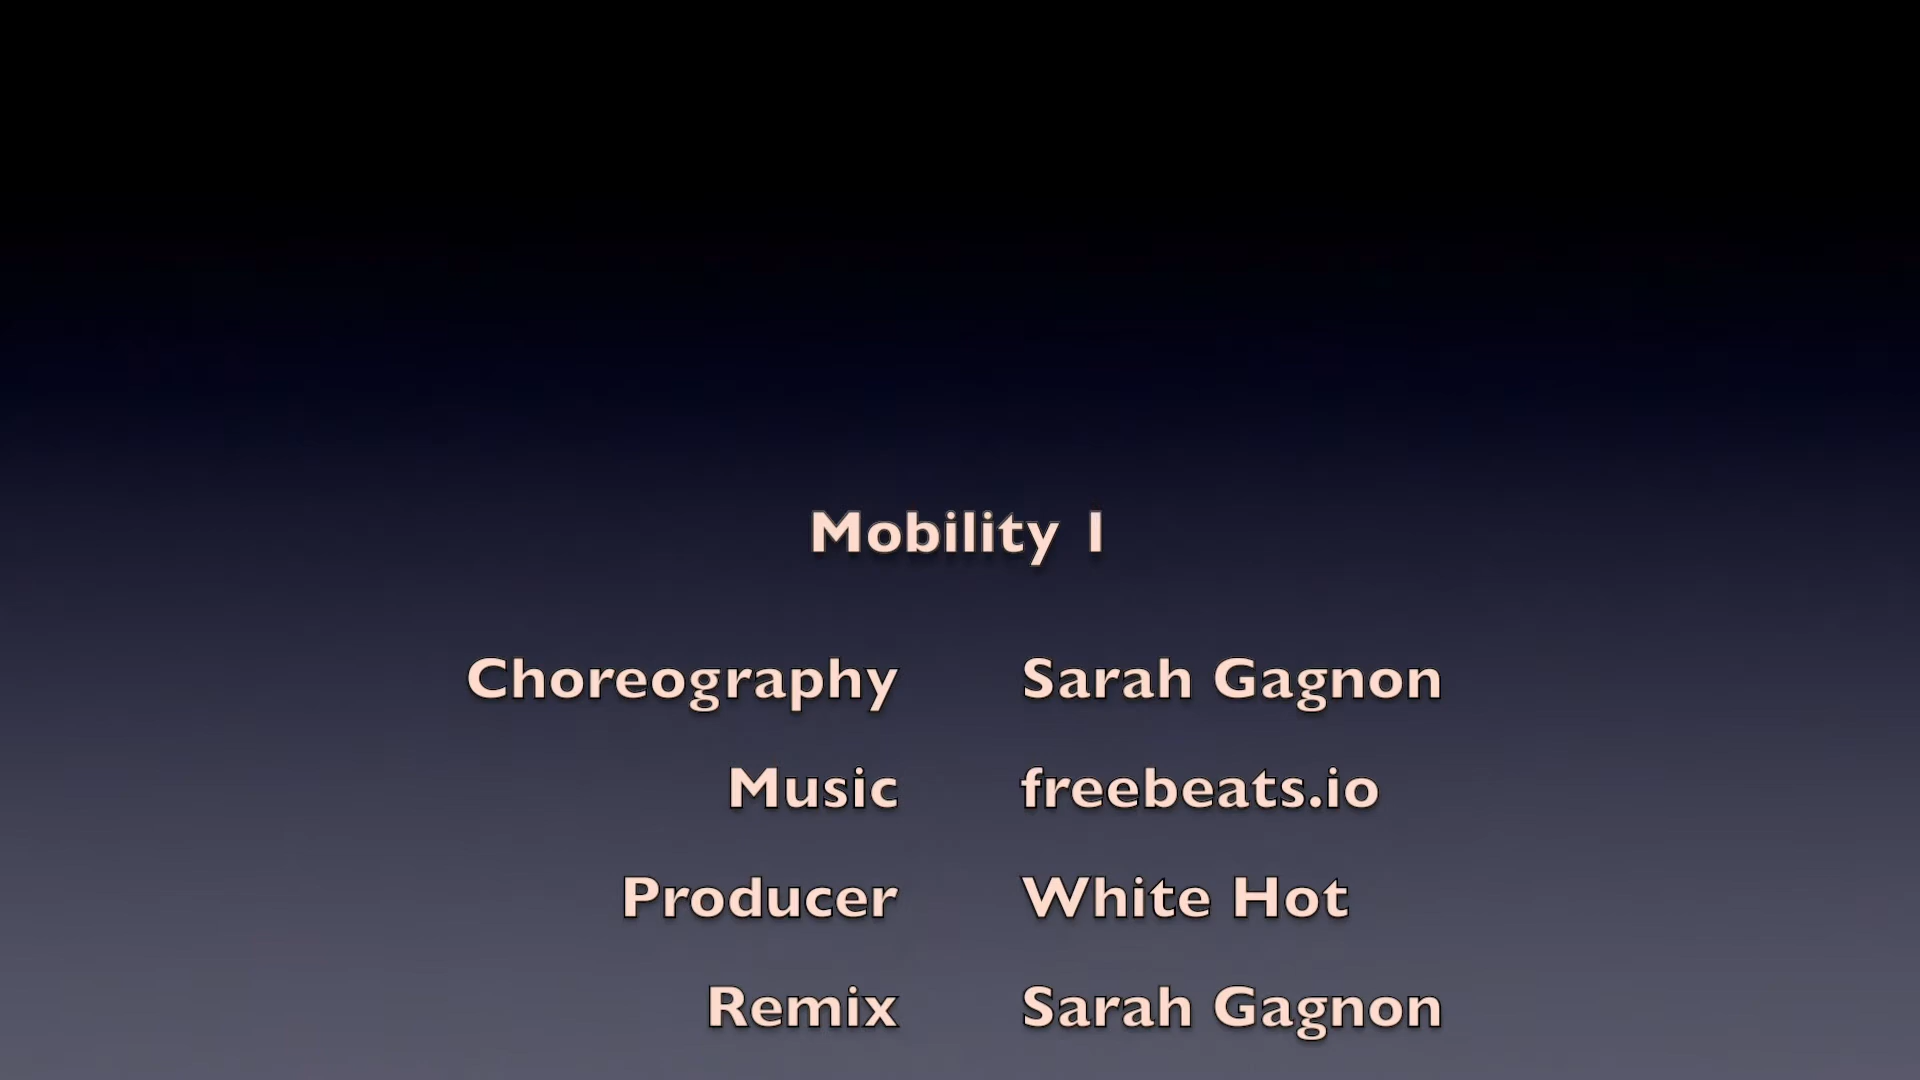 Mobility 1
Choreography Sarah Gagnon
Music freebeats.io
Producer White Hot
Remix Sarah Gagnon